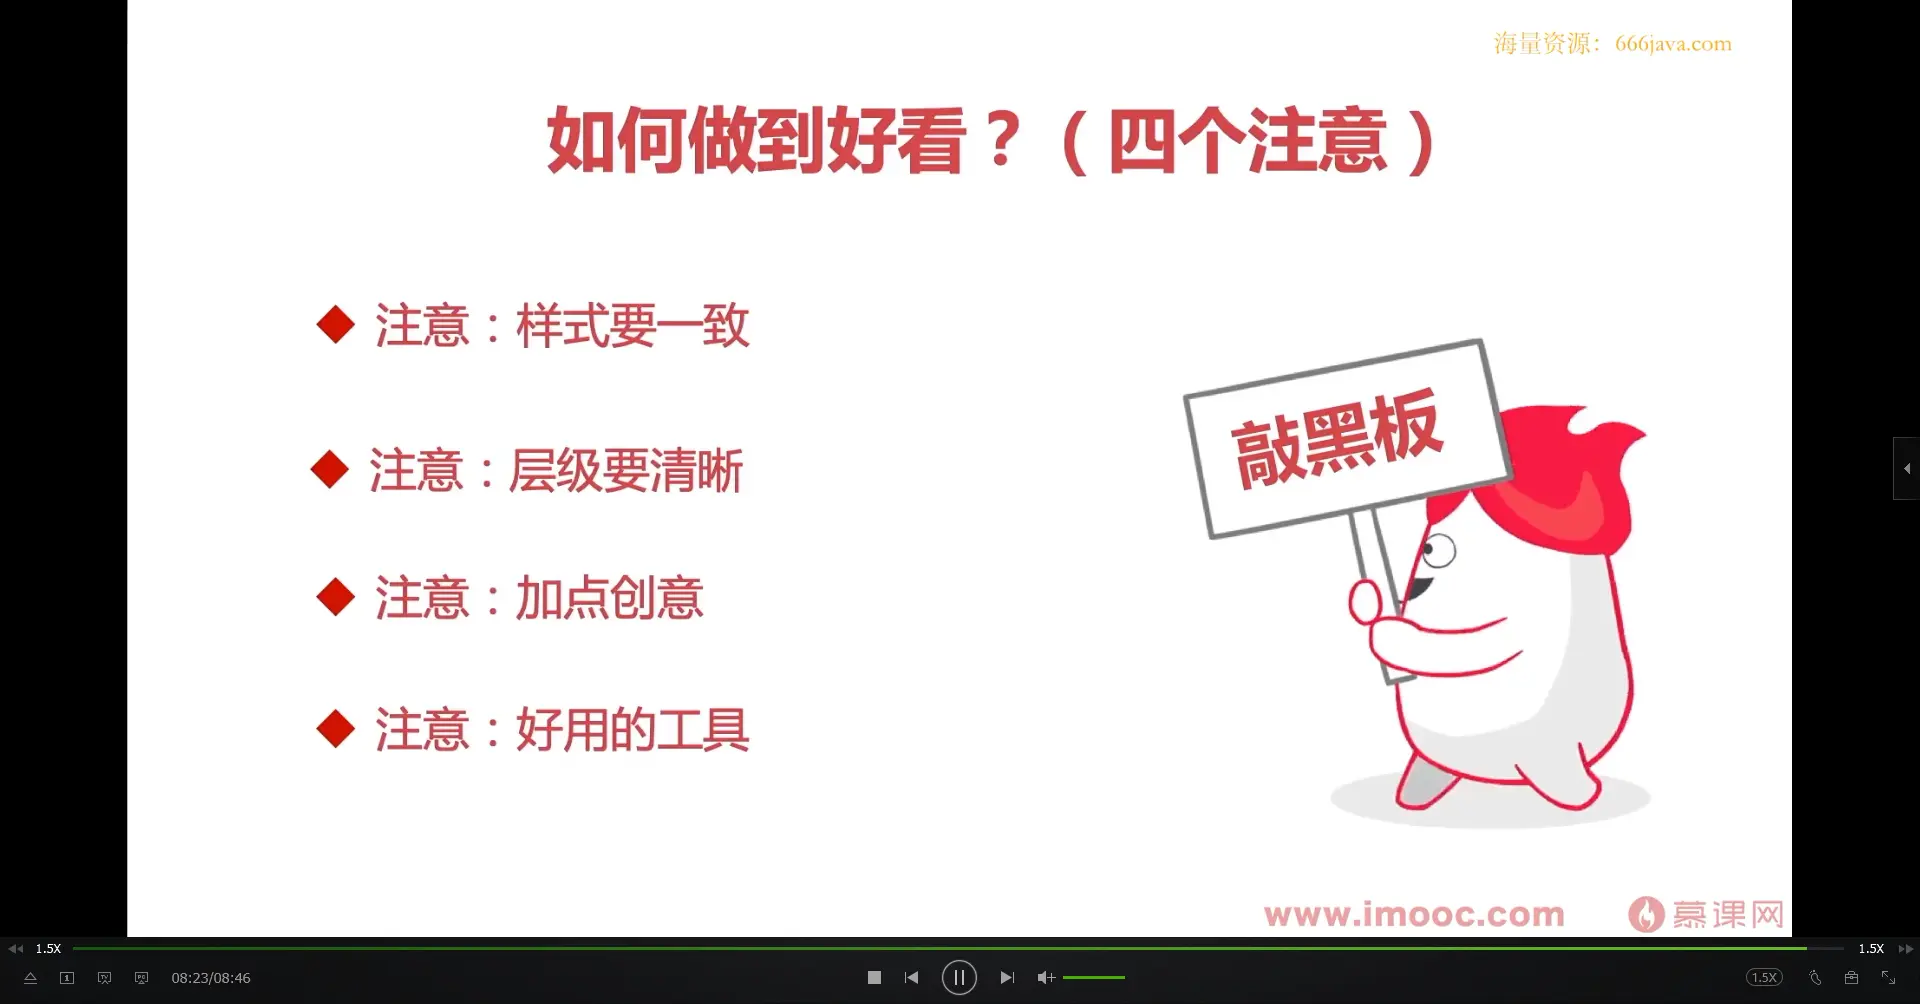 海量资源：666java.com
如何做到好看？（四个注意）
注意：样式要一致
敲黑板
注意：层级要清晰
注意：加点创意
注意：好用的工具
www.imooc.com 慕课网
1.5X 1.5X
08:23/08:46 1.5X